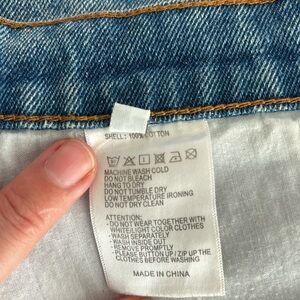 SHELL: 100% COTTON
MACHINE WASH COLD
DO NOT BLEACH
HANG TO DRY
DO NOT TUMBLE DRY
LOW TEMPERATURE IRONING
DO NOT DRY CLEAN
ATTENTION:
- DO NOT WEAR TOGETHER WITH
WHITE/LIGHT COLOR CLOTHES
- WASH SEPARATELY
- WASH INSIDE OUT
- REMOVE PROMPTLY
- PLEASE BUTTON UP / ZIP UP THE
CLOTHES BEFORE WASHING
MADE IN CHINA